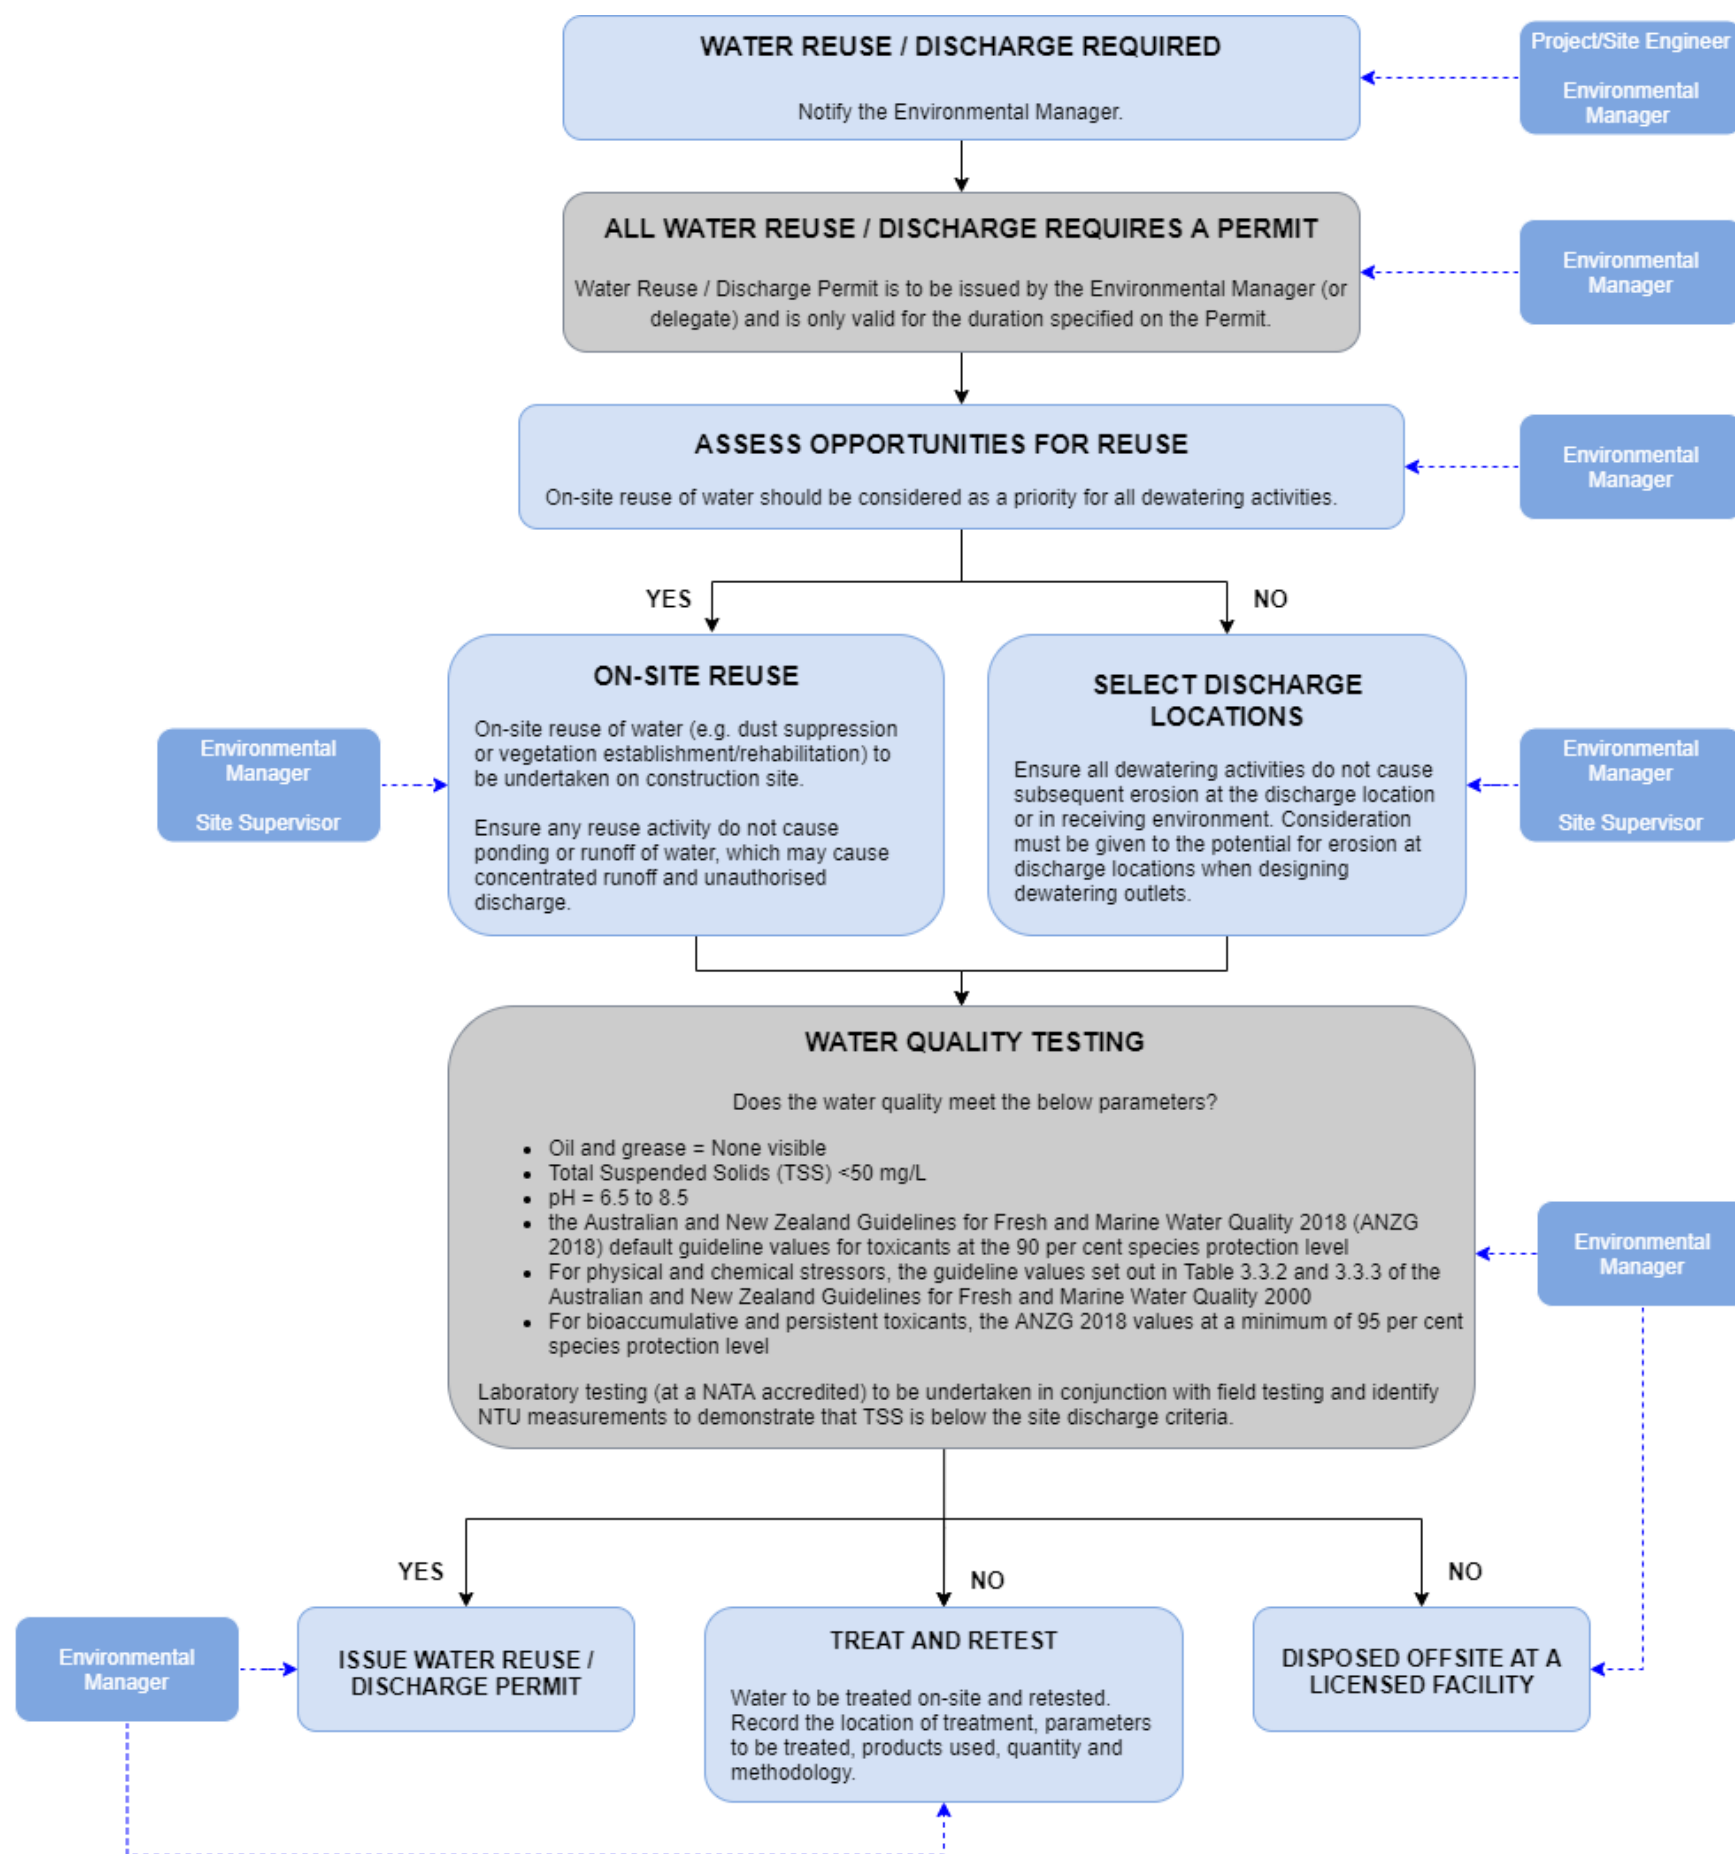 WATER REUSE / DISCHARGE REQUIRED
Notify the Environmental Manager.
Project/Site Engineer
Environmental
Manager
ALL WATER REUSE / DISCHARGE REQUIRES A PERMIT
Water Reuse / Discharge Permit is to be issued by the Environmental Manager (or
delegate) and is only valid for the duration specified on the Permit.
Environmental
Manager
ASSESS OPPORTUNITIES FOR REUSE
On-site reuse of water should be considered as a priority for all dewatering activities.
Environmental
Manager
YES
NO
Environmental
Manager
Site Supervisor
ON-SITE REUSE
On-site reuse of water (e.g. dust suppression
or vegetation establishment/rehabilitation) to
be undertaken on construction site.
Ensure any reuse activity do not cause
ponding or runoff of water, which may cause
concentrated runoff and unauthorised
discharge.
SELECT DISCHARGE
LOCATIONS
Ensure all dewatering activities do not cause
subsequent erosion at the discharge location
or in receiving environment. Consideration
must be given to the potential for erosion at
discharge locations when designing
dewatering outlets.
Environmental
Manager
Site Supervisor
WATER QUALITY TESTING
Does the water quality meet the below parameters?
• Oil and grease = None visible
• Total Suspended Solids (TSS) <50 mg/L
• pH = 6.5 to 8.5
• the Australian and New Zealand Guidelines for Fresh and Marine Water Quality 2018 (ANZG
2018) default guideline values for toxicants at the 90 per cent species protection level
• For physical and chemical stressors, the guideline values set out in Table 3.3.2 and 3.3.3 of the
Australian and New Zealand Guidelines for Fresh and Marine Water Quality 2000
• For bioaccumulative and persistent toxicants, the ANZG 2018 values at a minimum of 95 per cent
species protection level
Laboratory testing (at a NATA accredited) to be undertaken in conjunction with field testing and identify
NTU measurements to demonstrate that TSS is below the site discharge criteria.
Environmental
Manager
YES
NO
NO
Environmental
Manager
ISSUE WATER REUSE /
DISCHARGE PERMIT
TREAT AND RETEST
Water to be treated on-site and retested.
Record the location of treatment, parameters
to be treated, products used, quantity and
methodology.
DISPOSED OFFSITE AT A
LICENSED FACILITY